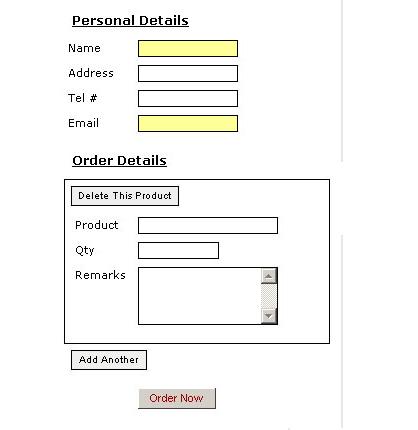 Personal Details
Name
Address
Tel #
Email
Order Details
Delete This Product
Product
Qty
Remarks
Add Another
Order Now